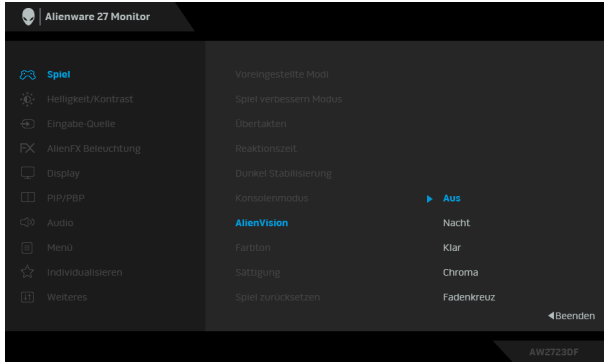 Alienware 27 Monitor
Spiel
Helligkeit/Kontrast
Eingabe-Quelle
FX AlienFX Beleuchtung
Display
PIP/PBP
Audio
Menü
Individualisieren
Weiteres
Voreingestellte Modi
Spiel verbessern Modus
Übertakten
Reaktionszeit
Dunkel Stabilisierung
Konsolenmodus
AlienVision
Farbton
Sättigung
Spiel zurücksetzen
Aus
Nacht
Klar
Chroma
Fadenkreuz
Beenden
AW2723DF